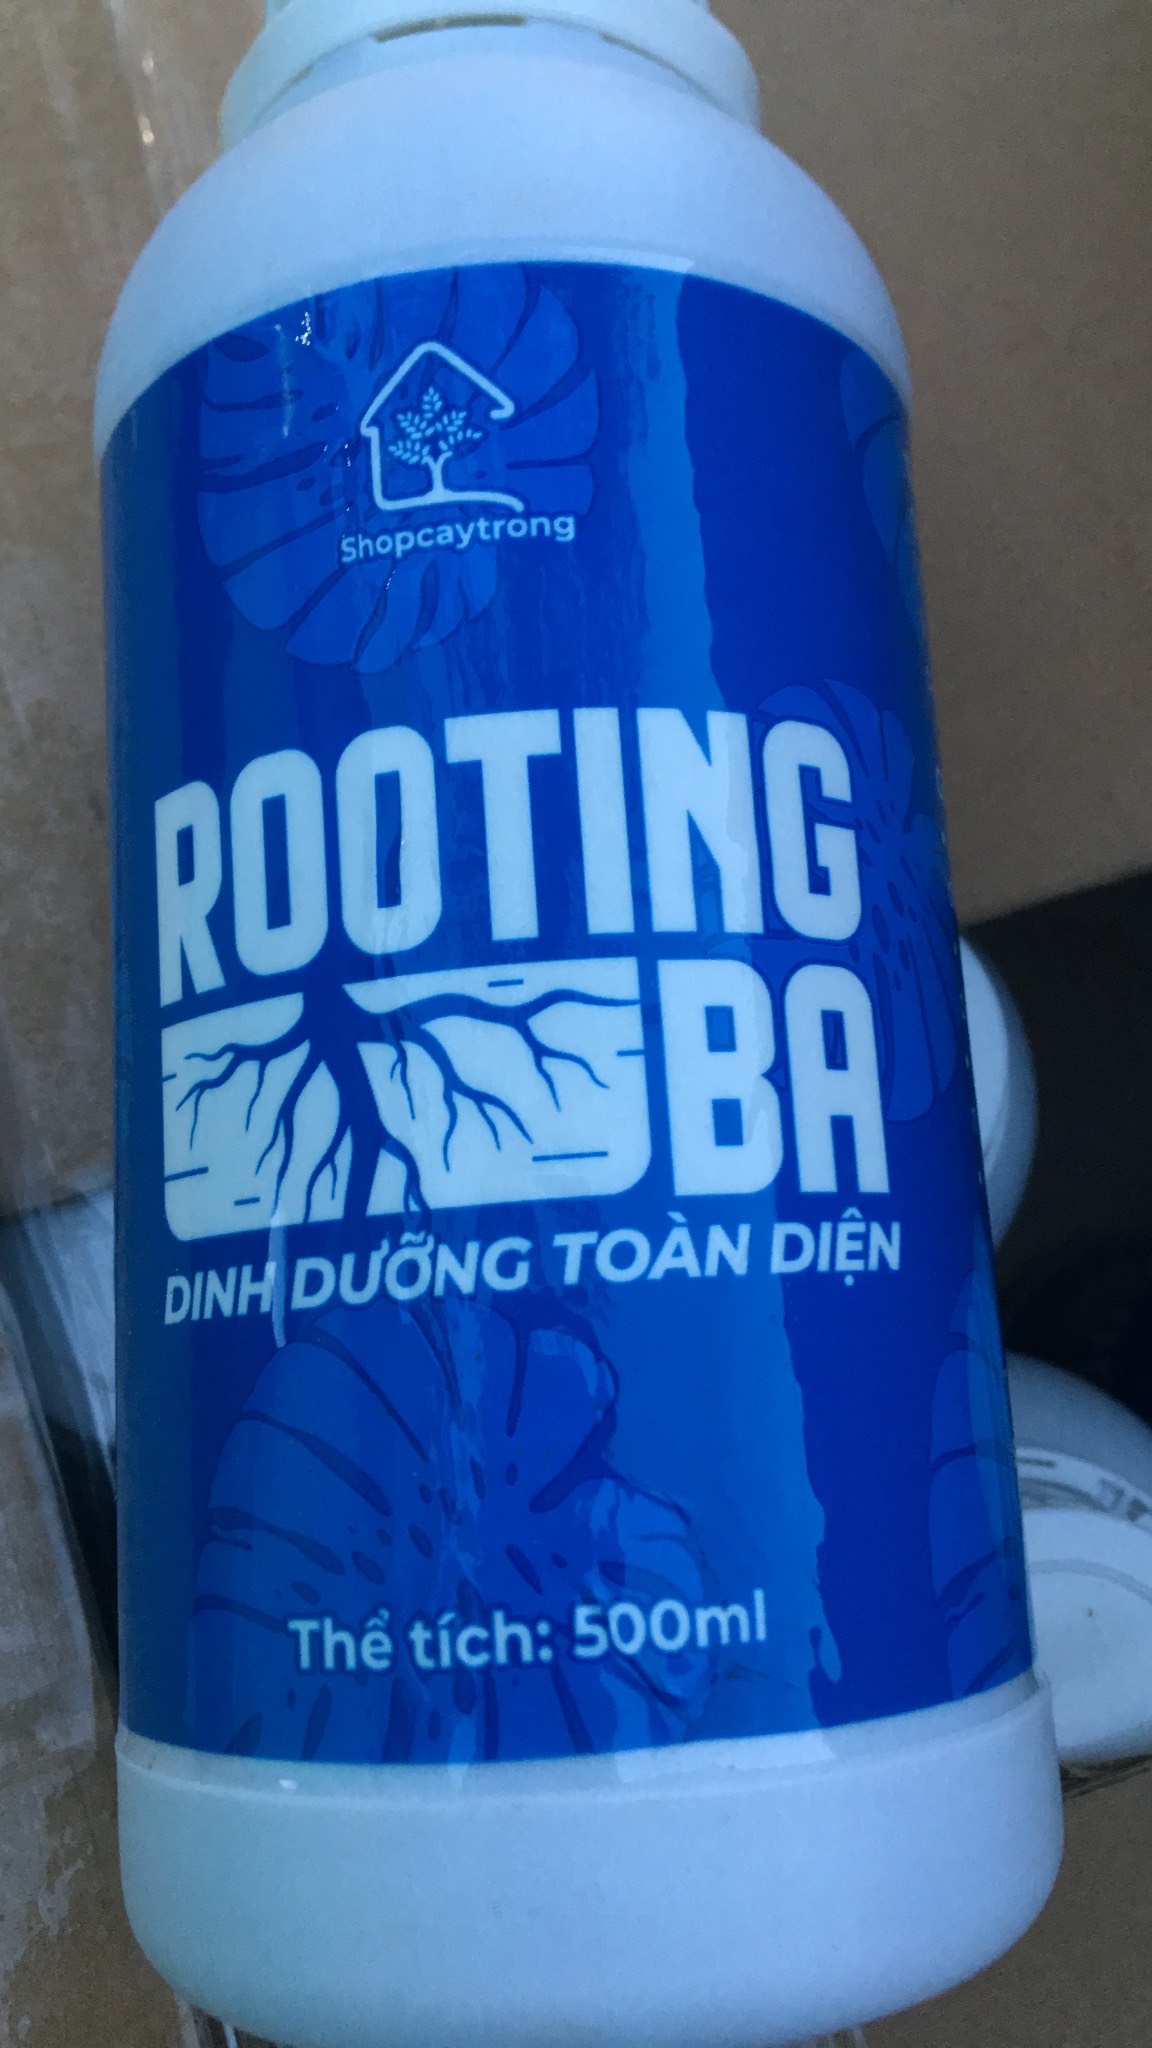 Shopcaytrong
ROOTING
BA
DINH DƯỠNG TOÀN DIỆN
Thể tích: 500ml